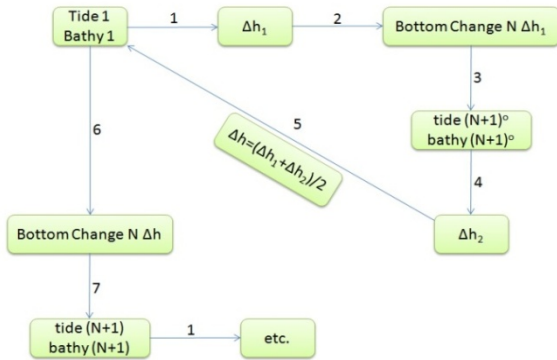 Tide 1
Bathy 1
1
Δh₁
2
Bottom Change N Δh₁
3
tide (N+1)°
bathy (N+1)°
4
Δh₂
5
Δh=(Δh₁+Δh₂)/2
6
Bottom Change N Δh
7
tide (N+1)
bathy (N+1)
1
etc.